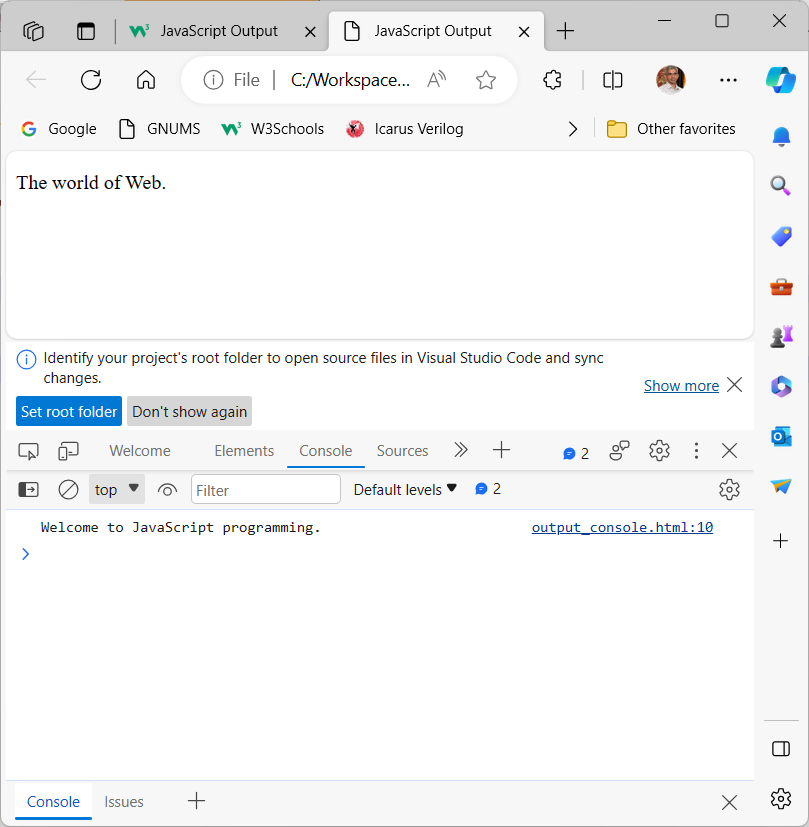 JavaScript Output
JavaScript Output
File C:/Workspace...
Google GNUMS W3Schools Icarus Verilog Other favorites
The world of Web.
Identify your project's root folder to open source files in Visual Studio Code and sync
changes.
Show more
Set root folder Don't show again
Welcome Elements Console Sources 2
top Filter Default levels 2
Welcome to JavaScript programming. output_console.html:10
Console Issues